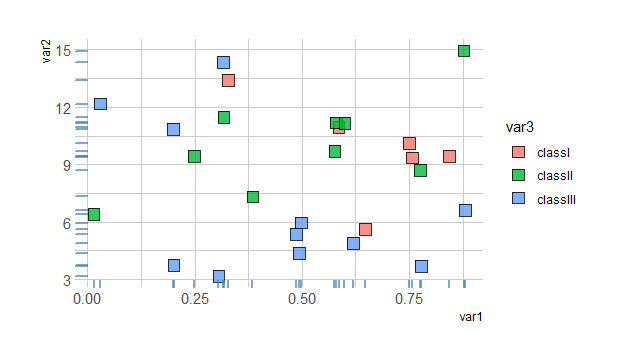 var2
15
12
9
6
3
0.00 0.25 0.50 0.75
var1
var3
classI
classII
classIII